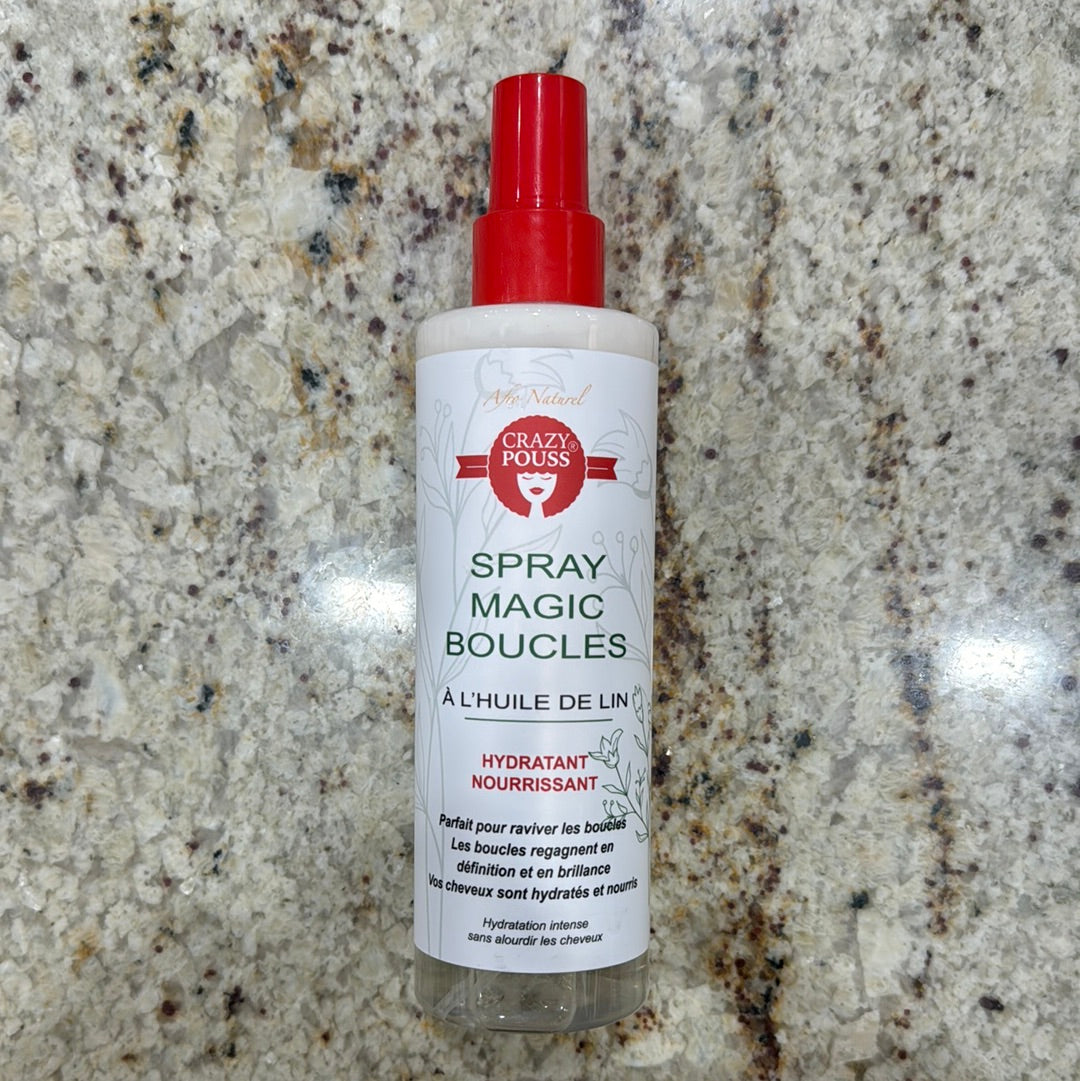 Afro Naturel
CRAZY®
POUSS
SPRAY
MAGIC
BOUCLES
À L'HUILE DE LIN
HYDRATANT
NOURRISSANT
Parfait pour raviver les boucles
Les boucles regagnent en
définition et en brillance
Vos cheveux sont hydratés et nourris
Hydratation intense
sans alourdir les cheveux